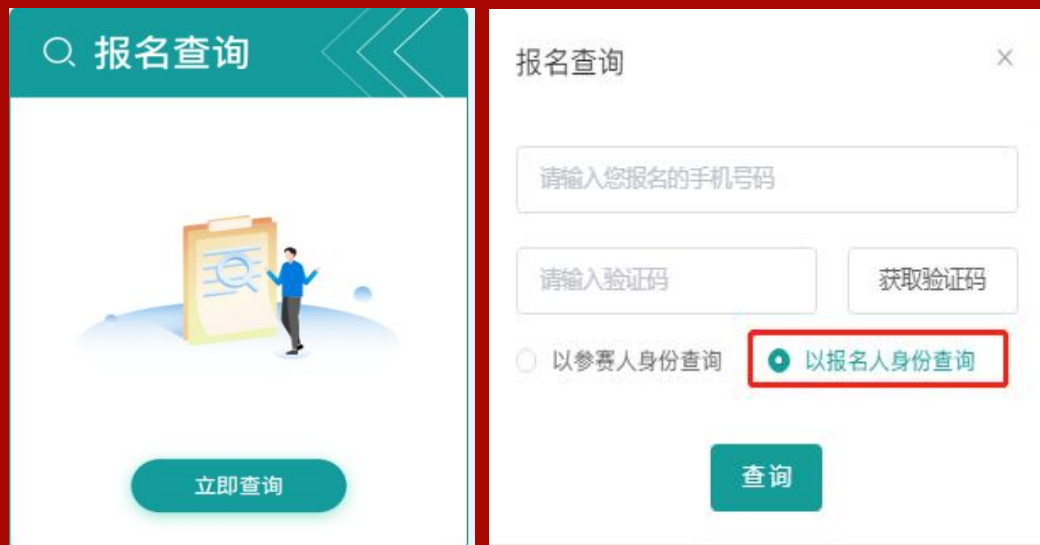 报名查询
立即查询
报名查询
请输入您报名的手机号码
请输入验证码 获取验证码
以参赛人身份查询 以报名人身份查询
查询